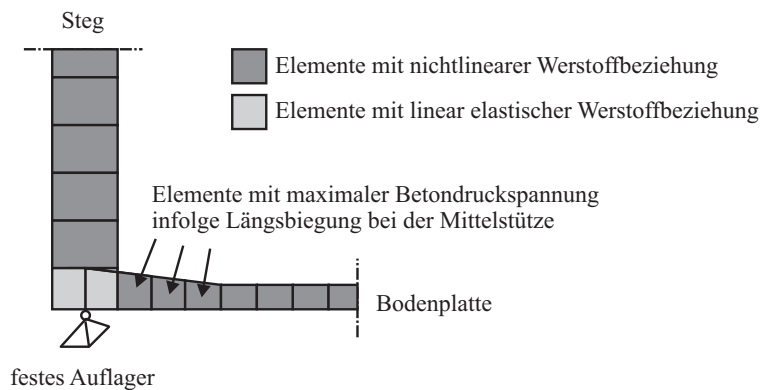 Steg
Elemente mit nichtlinearer Werstoffbeziehung
Elemente mit linear elastischer Werstoffbeziehung
Elemente mit maximaler Betondruckspannung
infolge Längsbiegung bei der Mittelstütze
Bodenplatte
festes Auflager